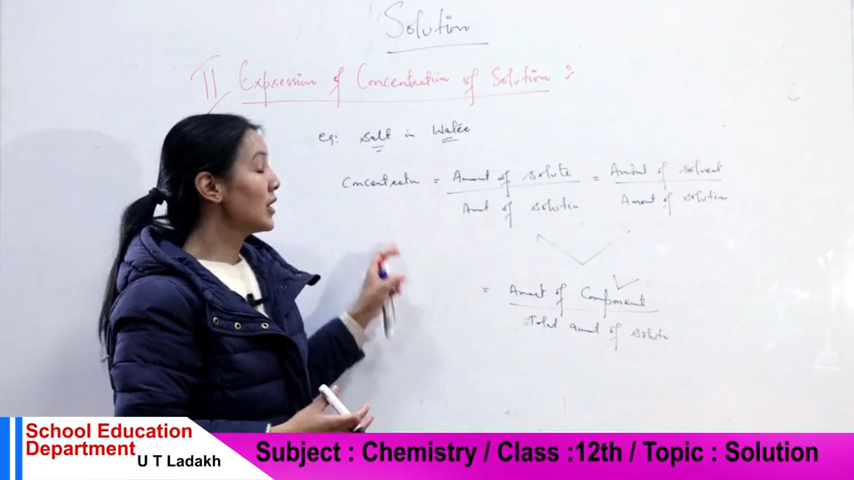 Solution
II Expression of Concentration of Solution :
eg: Salt in Water
Concentration = Amount of solute / Amt of solution = Amount of solvent / Amount of solution
= Amount of Component / Total amount of solute
School Education
Department
U T Ladakh
Subject : Chemistry / Class :12th / Topic : Solution